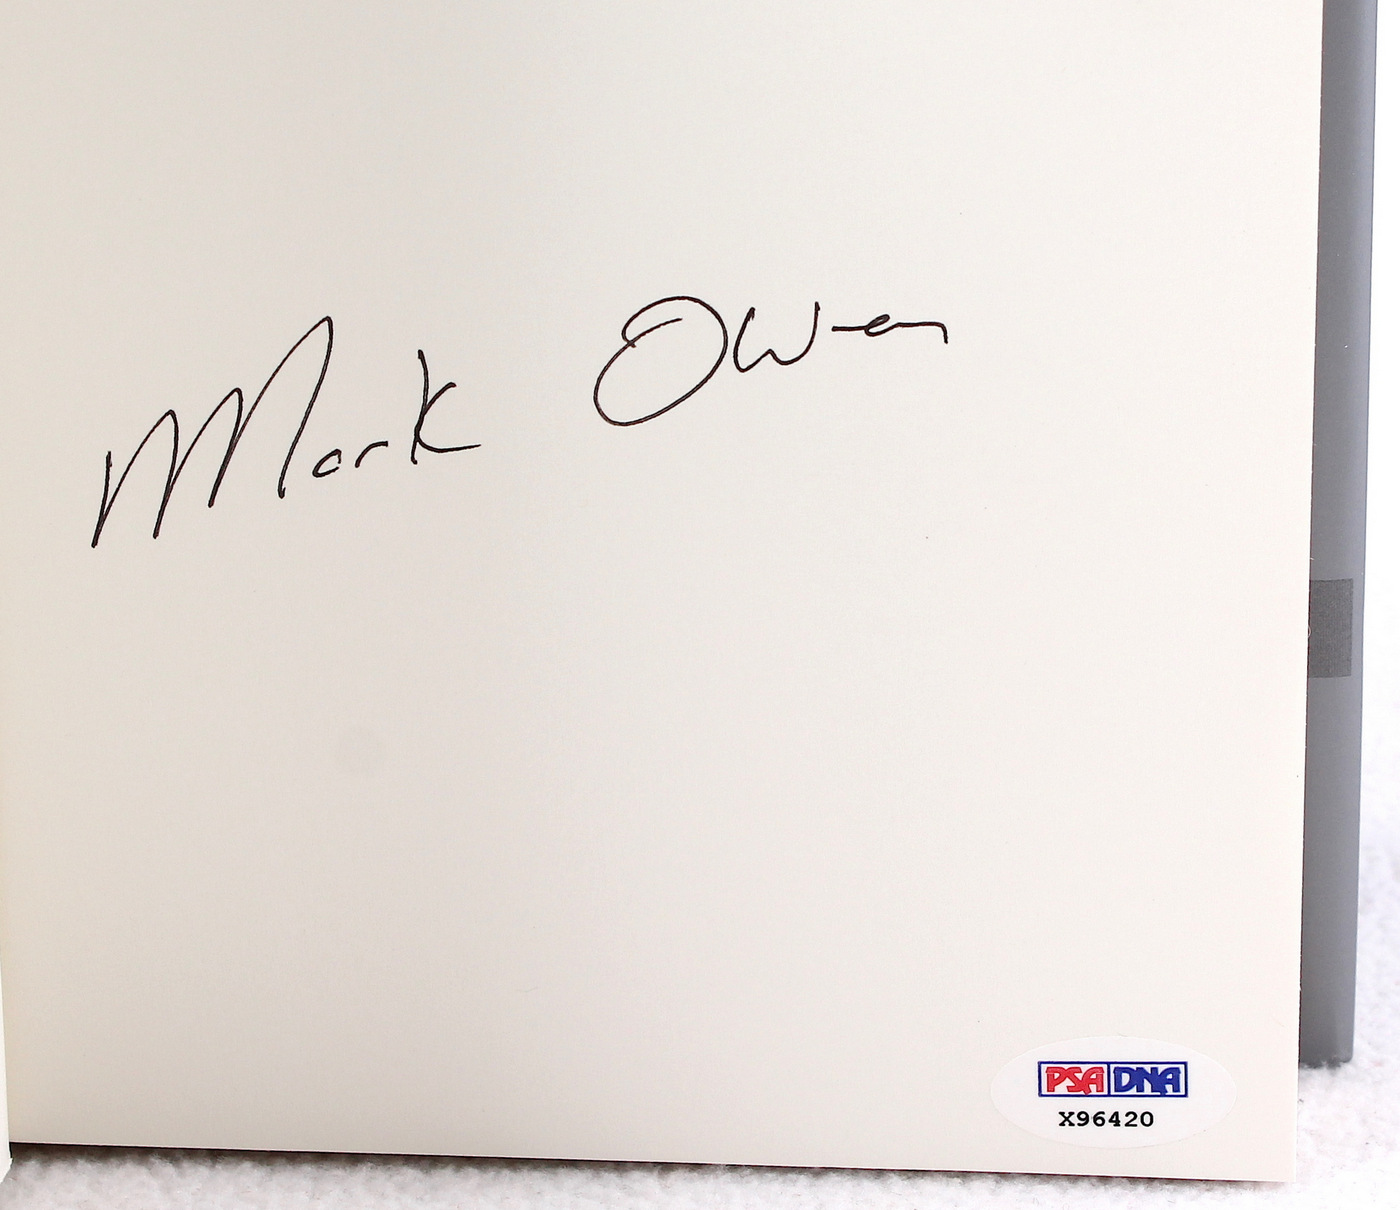 Mark Owen
PSA DNA
X96420